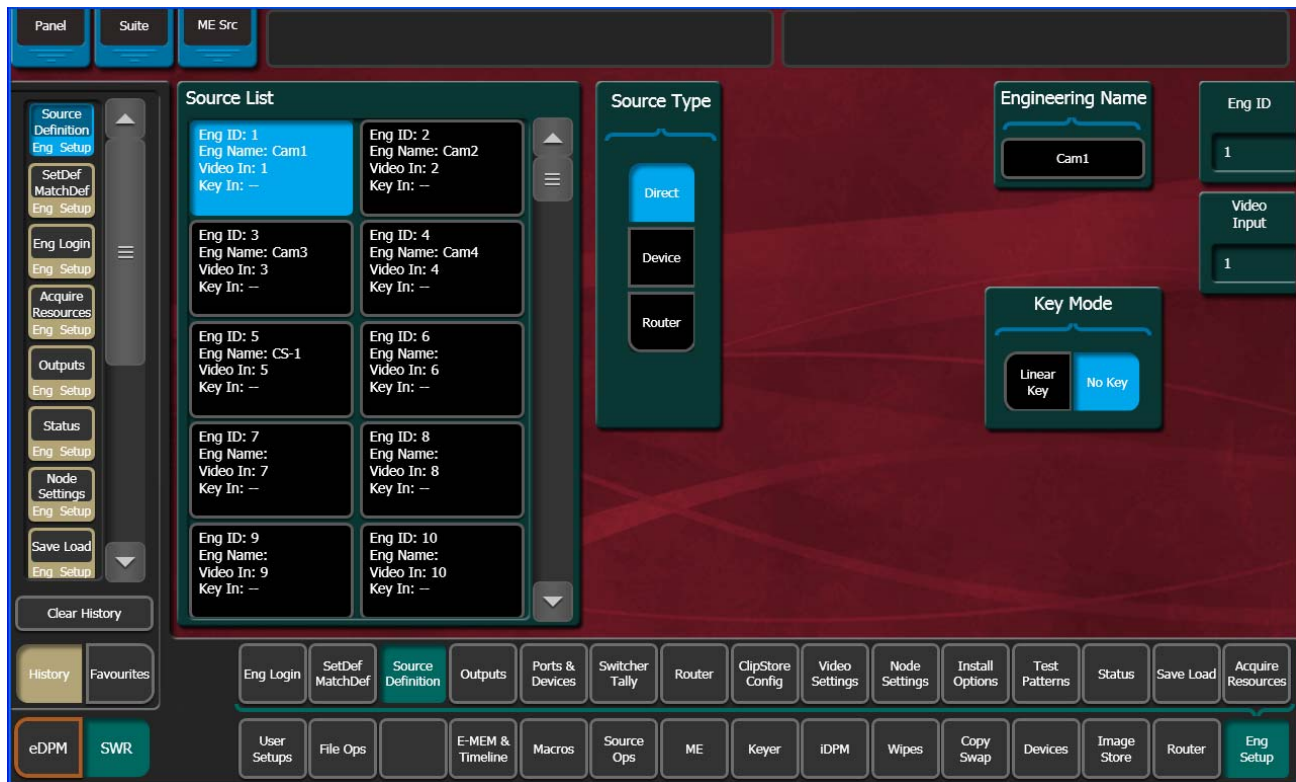 Panel
Suite
ME Src
Source
Definition
Eng Setup
SetDef
MatchDef
Eng Setup
Eng Login
Eng Setup
Acquire
Resources
Eng Setup
Outputs
Eng Setup
Status
Eng Setup
Node
Settings
Eng Setup
Save Load
Eng Setup
Clear History
History
Favourites
eDPM
SWR
Source List
Eng ID: 1
Eng Name: Cam1
Video In: 1
Key In: --
Eng ID: 2
Eng Name: Cam2
Video In: 2
Key In: --
Eng ID: 3
Eng Name: Cam3
Video In: 3
Key In: --
Eng ID: 4
Eng Name: Cam4
Video In: 4
Key In: --
Eng ID: 5
Eng Name: CS-1
Video In: 5
Key In: --
Eng ID: 6
Eng Name:
Video In: 6
Key In: --
Eng ID: 7
Eng Name:
Video In: 7
Key In: --
Eng ID: 8
Eng Name:
Video In: 8
Key In: --
Eng ID: 9
Eng Name:
Video In: 9
Key In: --
Eng ID: 10
Eng Name:
Video In: 10
Key In: --
Source Type
Direct
Device
Router
Engineering Name
Cam1
Eng ID
1
Video
Input
1
Key Mode
Linear
Key
No Key
Eng Login
SetDef
MatchDef
Source
Definition
Outputs
Ports &
Devices
Switcher
Tally
Router
ClipStore
Config
Video
Settings
Node
Settings
Install
Options
Test
Patterns
Status
Save Load
Acquire
Resources
User
Setups
File Ops
E-MEM &
Timeline
Macros
Source
Ops
ME
Keyer
iDPM
Wipes
Copy
Swap
Devices
Image
Store
Router
Eng
Setup